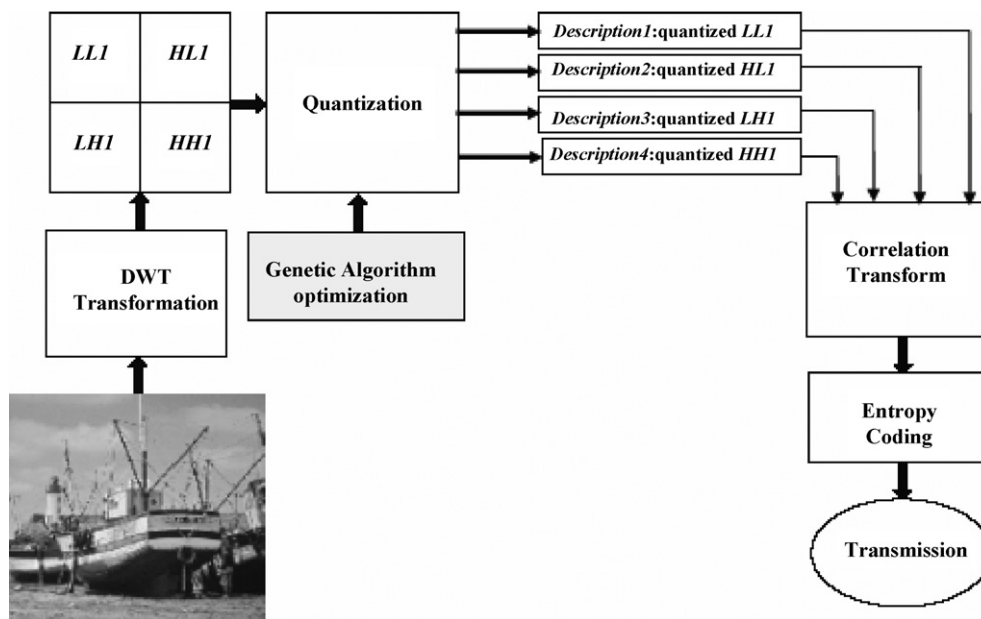 LL1 HL1
LH1 HH1
Quantization
Description1:quantized LL1
Description2:quantized HL1
Description3:quantized LH1
Description4:quantized HH1
DWT
Transformation
Genetic Algorithm
optimization
Correlation
Transform
Entropy
Coding
Transmission